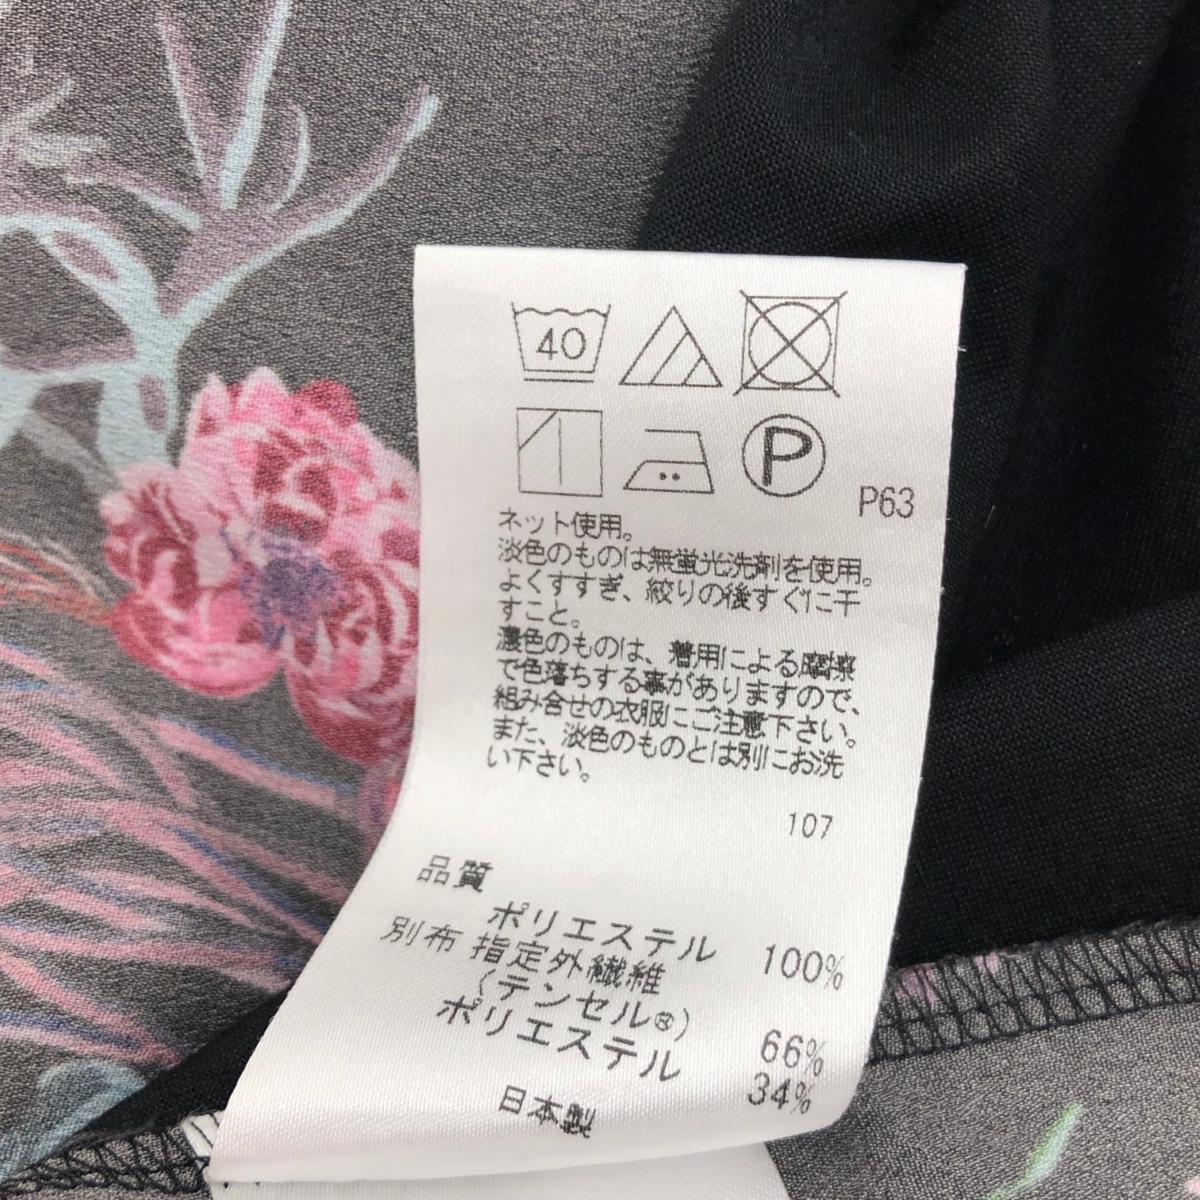 40
P
P63
ネット使用。
淡色のものは無蛍光洗剤を使用。
よくすすぎ、絞りの後すぐに干
すこと。
濃色のものは、着用による摩擦
で色落ちする事がありますので、
組み合せの衣服にご注意下さい。
また、淡色のものとは別にお洗
い下さい。
107
品質
ポリエステル 100%
別布 指定外繊維
(テンセル®) 66%
ポリエステル 34%
日本製